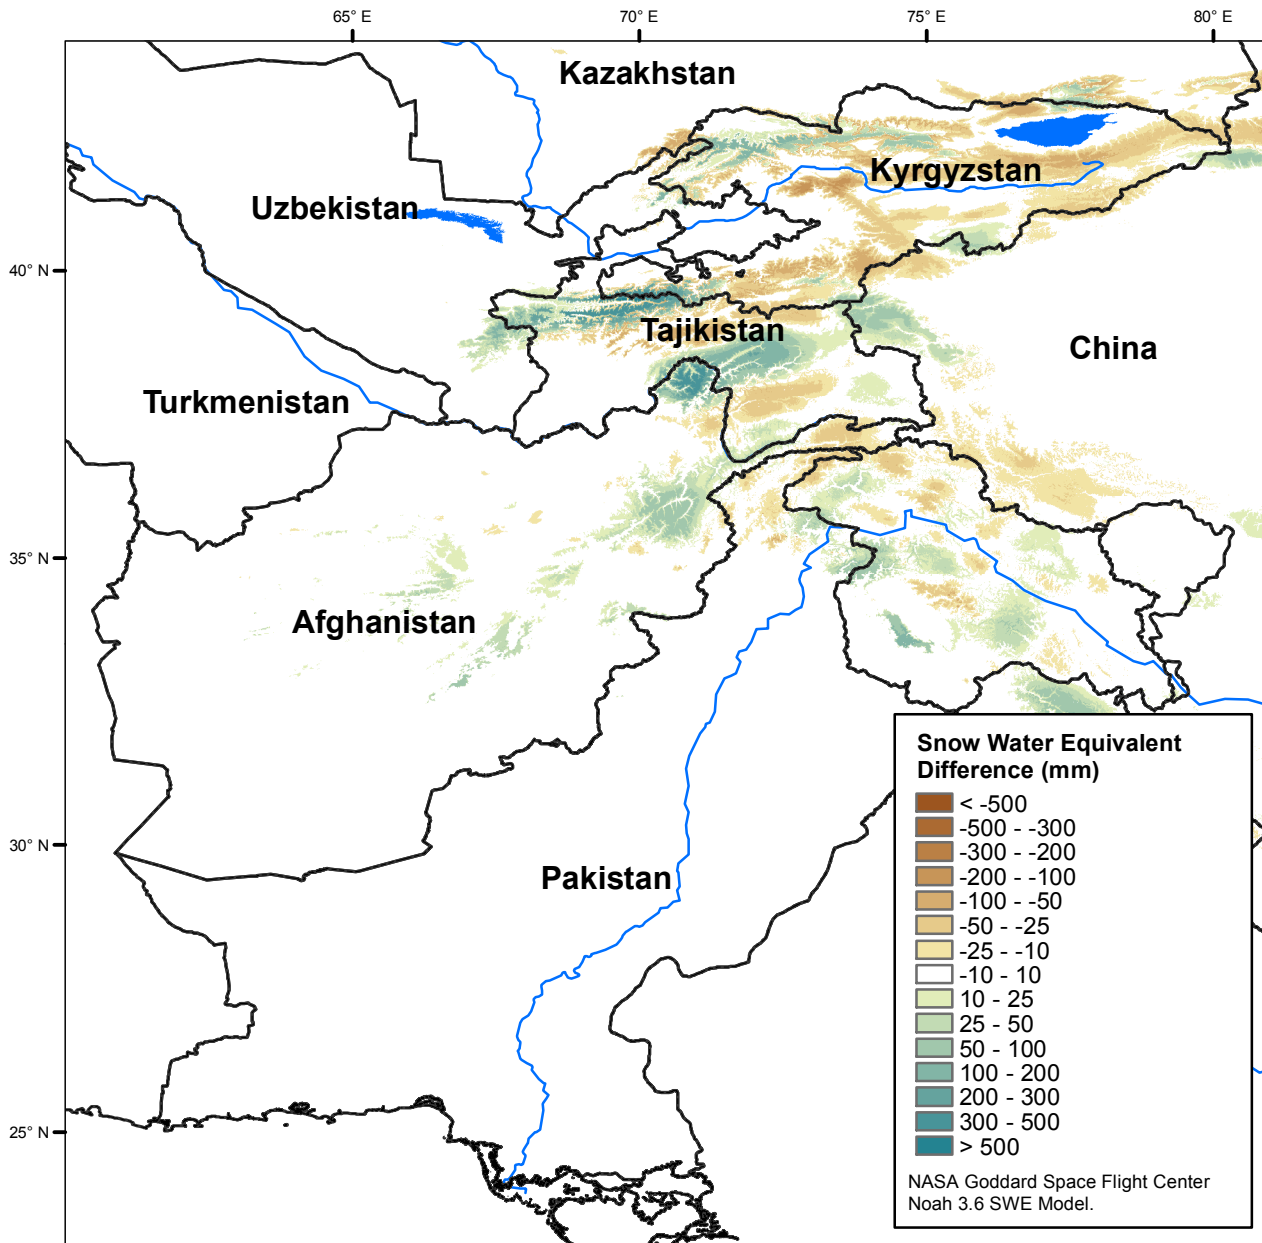 65° E
70° E
75° E
80° E
Kazakhstan
Kyrgyzstan
Uzbekistan
40° N
Tajikistan
China
Turkmenistan
35° N
Afghanistan
Snow Water Equivalent
Difference (mm)
< -500
-500 - -300
-300 - -200
-200 - -100
-100 - -50
-50 - -25
-25 - -10
-10 - 10
10 - 25
25 - 50
50 - 100
100 - 200
200 - 300
300 - 500
> 500
NASA Goddard Space Flight Center
Noah 3.6 SWE Model.
30° N
Pakistan
25° N